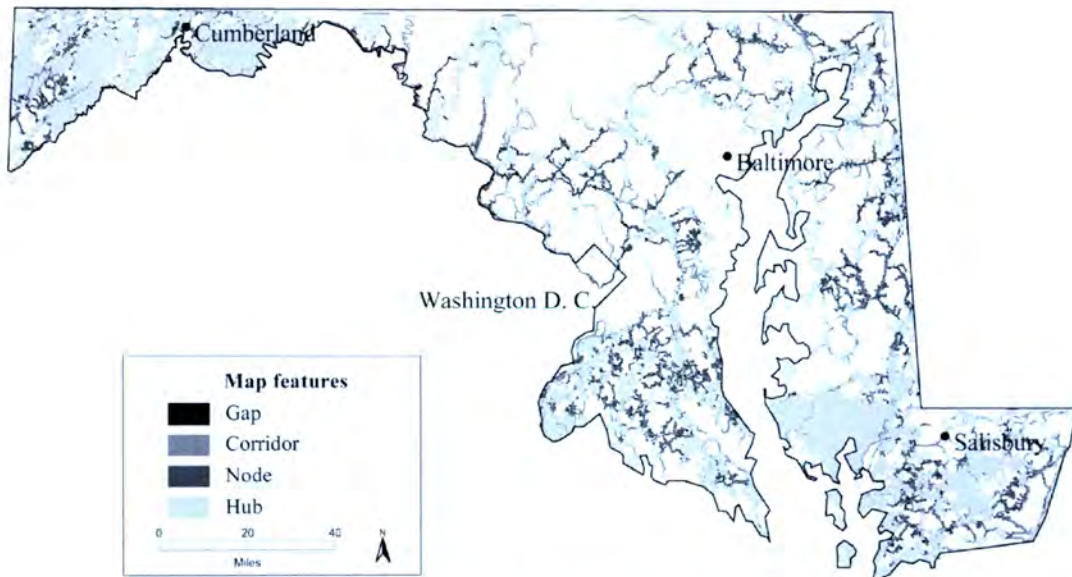 Cumberland
Baltimore
Washington D. C.
Salisbury
Map features
Gap
Corridor
Node
Hub
0 20 40
Miles
N